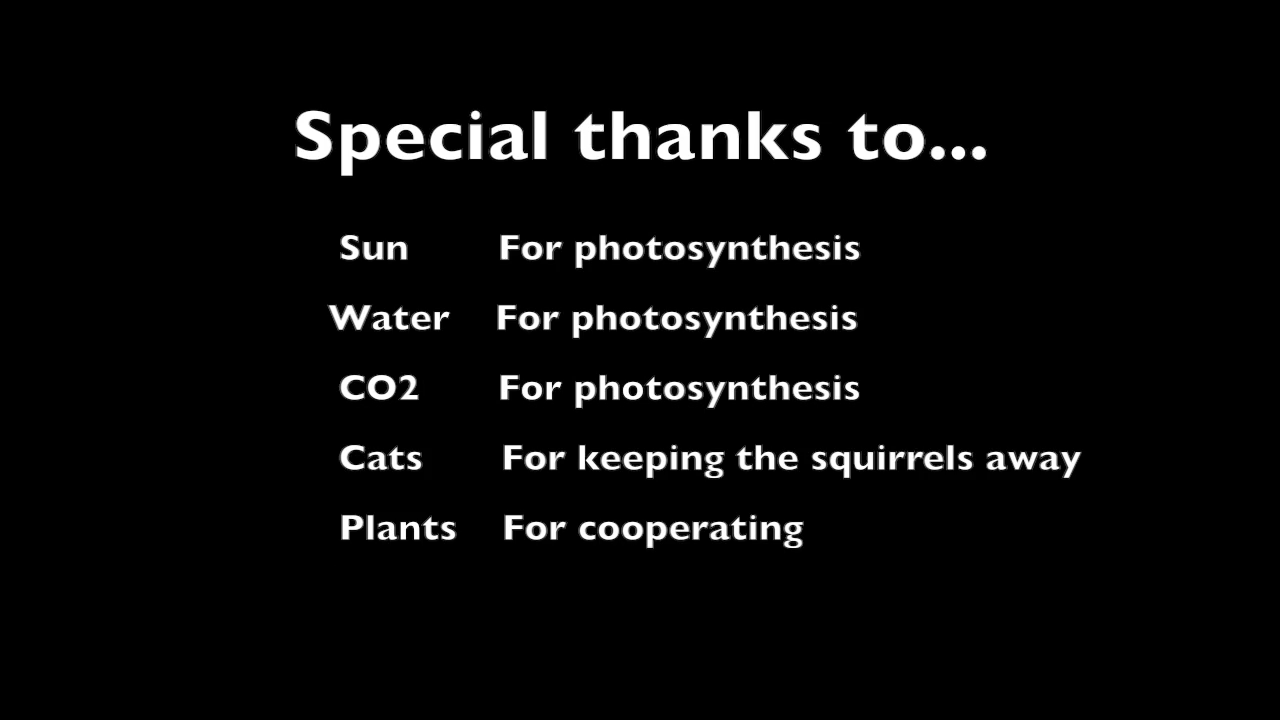 Special thanks to...
Sun For photosynthesis
Water For photosynthesis
CO2 For photosynthesis
Cats For keeping the squirrels away
Plants For cooperating